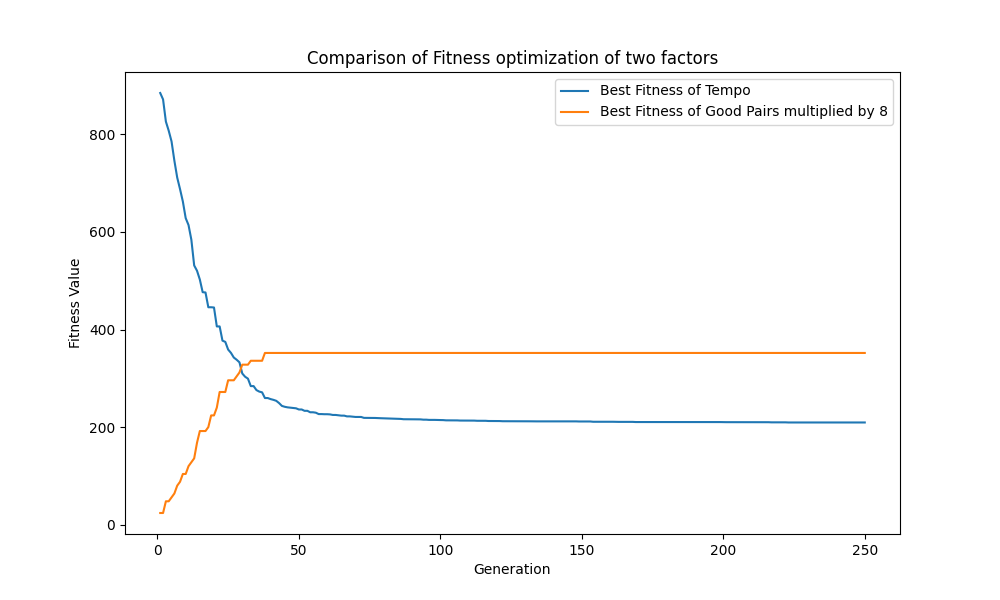 Comparison of Fitness optimization of two factors
Best Fitness of Tempo
Best Fitness of Good Pairs multiplied by 8
Fitness Value
800
600
400
200
0
0 50 100 150 200 250
Generation